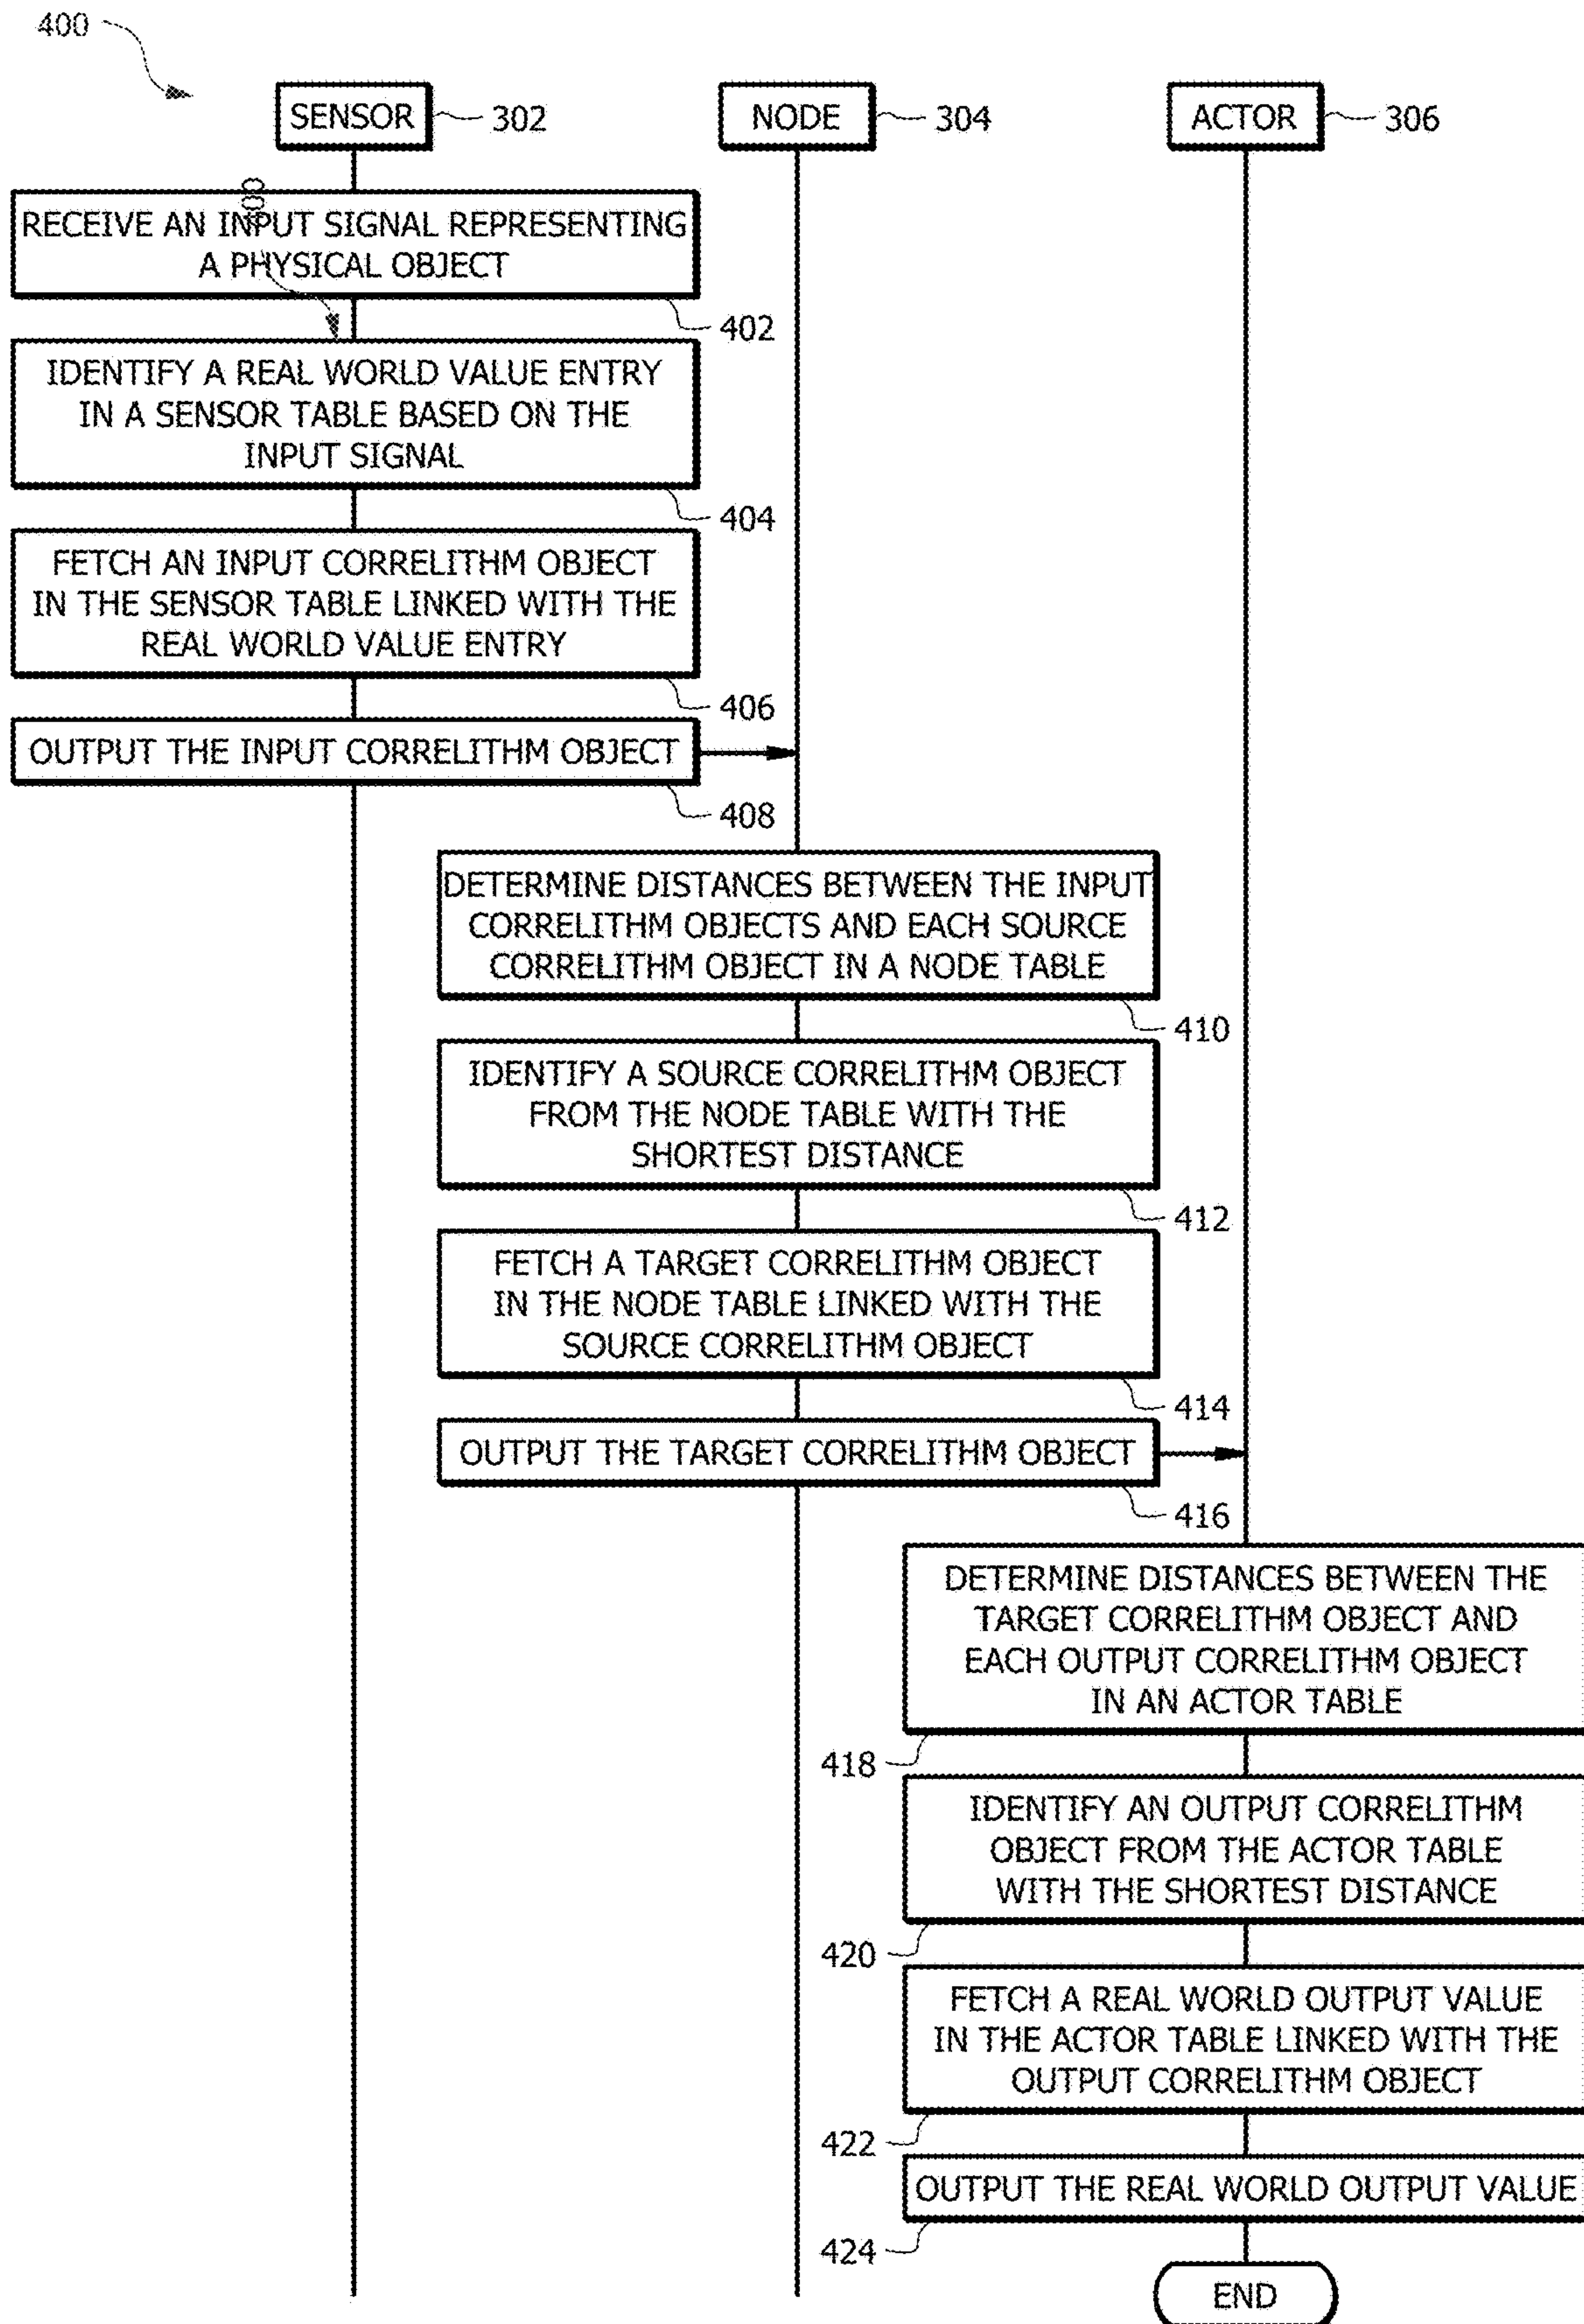 400
SENSOR
302
NODE
304
ACTOR
306
RECEIVE AN INPUT SIGNAL REPRESENTING
A PHYSICAL OBJECT
402
IDENTIFY A REAL WORLD VALUE ENTRY
IN A SENSOR TABLE BASED ON THE
INPUT SIGNAL
404
FETCH AN INPUT CORRELITHM OBJECT
IN THE SENSOR TABLE LINKED WITH THE
REAL WORLD VALUE ENTRY
406
OUTPUT THE INPUT CORRELITHM OBJECT
408
DETERMINE DISTANCES BETWEEN THE INPUT
CORRELITHM OBJECTS AND EACH SOURCE
CORRELITHM OBJECT IN A NODE TABLE
410
IDENTIFY A SOURCE CORRELITHM OBJECT
FROM THE NODE TABLE WITH THE
SHORTEST DISTANCE
412
FETCH A TARGET CORRELITHM OBJECT
IN THE NODE TABLE LINKED WITH THE
SOURCE CORRELITHM OBJECT
414
OUTPUT THE TARGET CORRELITHM OBJECT
416
DETERMINE DISTANCES BETWEEN THE
TARGET CORRELITHM OBJECT AND
EACH OUTPUT CORRELITHM OBJECT
IN AN ACTOR TABLE
418
IDENTIFY AN OUTPUT CORRELITHM
OBJECT FROM THE ACTOR TABLE
WITH THE SHORTEST DISTANCE
420
FETCH A REAL WORLD OUTPUT VALUE
IN THE ACTOR TABLE LINKED WITH THE
OUTPUT CORRELITHM OBJECT
422
OUTPUT THE REAL WORLD OUTPUT VALUE
424
END